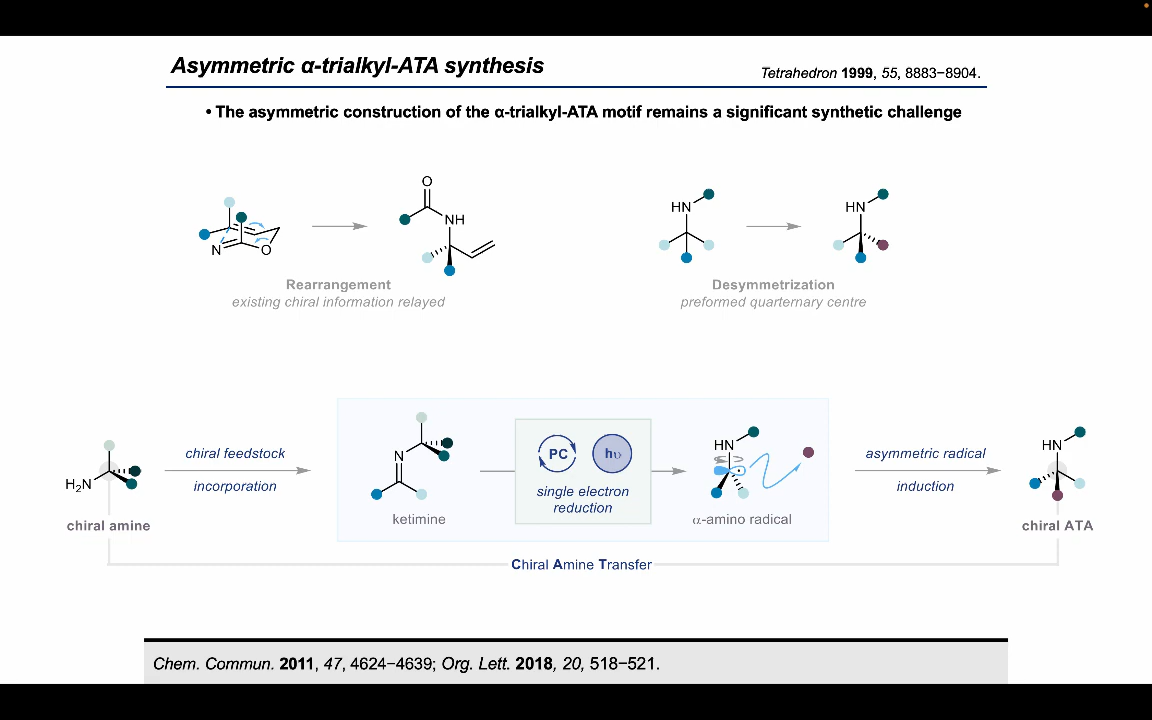 Asymmetric α-trialkyl-ATA synthesis
Tetrahedron 1999, 55, 8883–8904.
• The asymmetric construction of the α-trialkyl-ATA motif remains a significant synthetic challenge
N
O
O
NH
Rearrangement
existing chiral information relayed
HN
HN
Desymmetrization
preformed quarternary centre
H2N
chiral amine
chiral feedstock
incorporation
N
ketimine
PC
hυ
single electron
reduction
HN
α-amino radical
asymmetric radical
induction
HN
chiral ATA
Chiral Amine Transfer
Chem. Commun. 2011, 47, 4624–4639; Org. Lett. 2018, 20, 518–521.